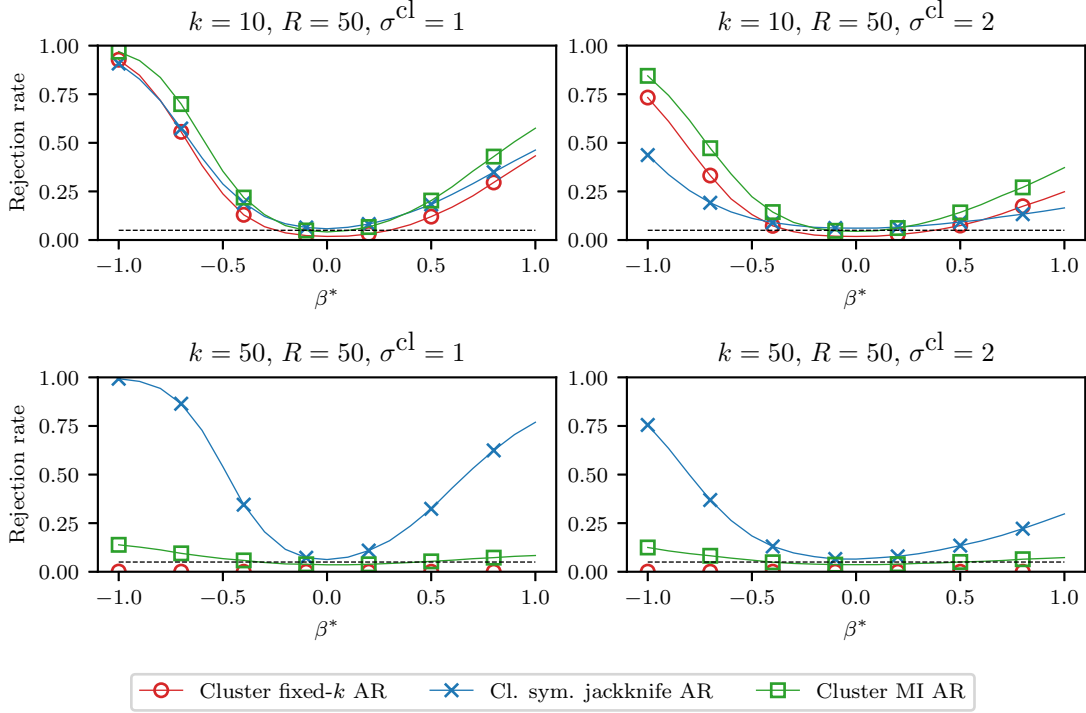 k = 10, R = 50, σ^cl = 1
k = 10, R = 50, σ^cl = 2
Rejection rate
1.00
0.75
0.50
0.25
0.00
1.00
0.75
0.50
0.25
0.00
−1.0 −0.5 0.0 0.5 1.0
−1.0 −0.5 0.0 0.5 1.0
β*
β*
k = 50, R = 50, σ^cl = 1
k = 50, R = 50, σ^cl = 2
Rejection rate
1.00
0.75
0.50
0.25
0.00
1.00
0.75
0.50
0.25
0.00
−1.0 −0.5 0.0 0.5 1.0
−1.0 −0.5 0.0 0.5 1.0
β*
β*
Cluster fixed-k AR
Cl. sym. jackknife AR
Cluster MI AR